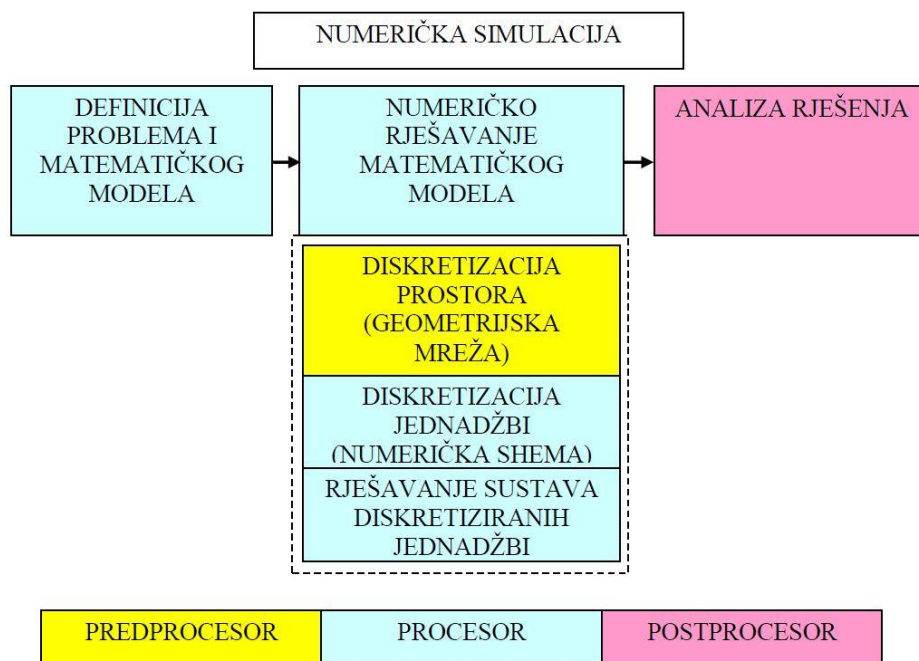 NUMERIČKA SIMULACIJA
DEFINICIJA
PROBLEMA I
MATEMATIČKOG
MODELA
NUMERIČKO
RJEŠAVANJE
MATEMATIČKOG
MODELA
ANALIZA RJEŠENJA
DISKRETIZACIJA
PROSTORA
(GEOMETRIJSKA
MREŽA)
DISKRETIZACIJA
JEDNADŽBI
(NUMERIČKA SHEMA)
RJEŠAVANJE SUSTAVA
DISKRETIZIRANIH
JEDNADŽBI
PREDPROCESOR
PROCESOR
POSTPROCESOR